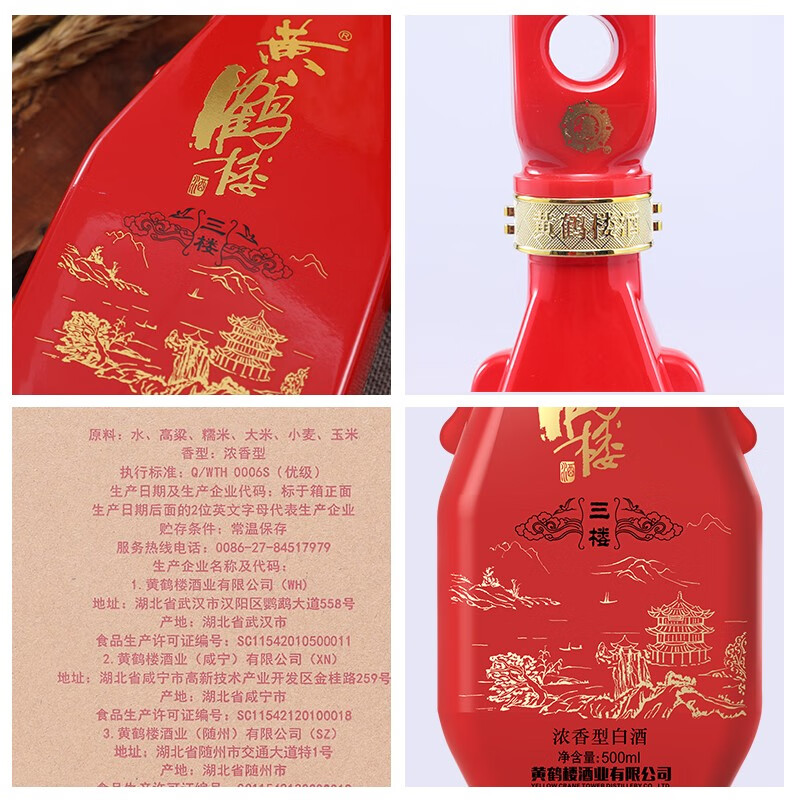 黄鹤楼®
酒
三楼
黄鹤楼酒
原料：水、高粱、糯米、大米、小麦、玉米
香型：浓香型
执行标准：Q/WTH 0006S（优级）
生产日期及生产企业代码：标于箱正面
生产日期后面的2位英文字母代表生产企业
贮存条件：常温保存
服务热线电话：0086-27-84517979
生产企业名称及代码：
1.黄鹤楼酒业有限公司（WH）
地址：湖北省武汉市汉阳区鹦鹉大道558号
产地：湖北省武汉市
食品生产许可证编号：SC11542010500011
2.黄鹤楼酒业（咸宁）有限公司（XN）
地址：湖北省咸宁市高新技术产业开发区金桂路259号
产地：湖北省咸宁市
食品生产许可证编号：SC11542120100018
3.黄鹤楼酒业（随州）有限公司（SZ）
地址：湖北省随州市交通大道特1号
产地：湖北省随州市
鹤楼
酒
三楼
浓香型白酒
净含量:500ml
黄鹤楼酒业有限公司
YELLOW CRANE TOWER DISTILLERY CO.,LTD